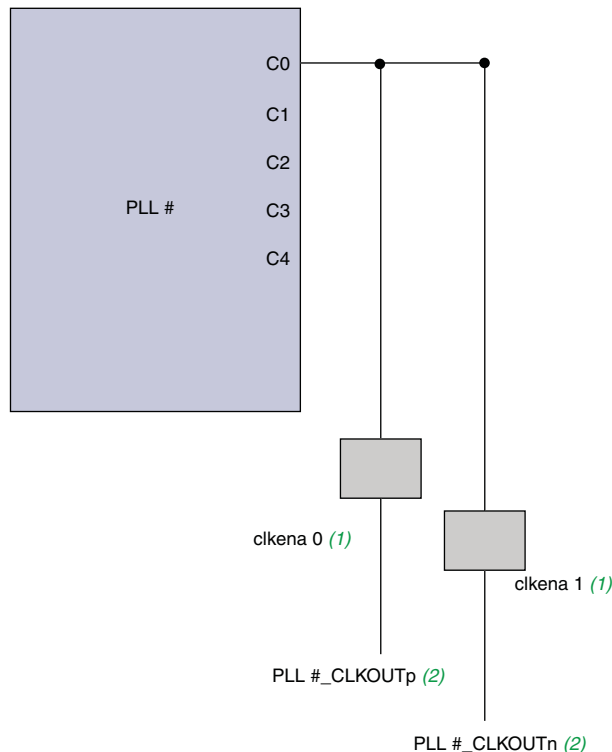 C0
C1
C2
PLL #
C3
C4
clkena 0 (1)
clkena 1 (1)
PLL #_CLKOUTp (2)
PLL #_CLKOUTn (2)